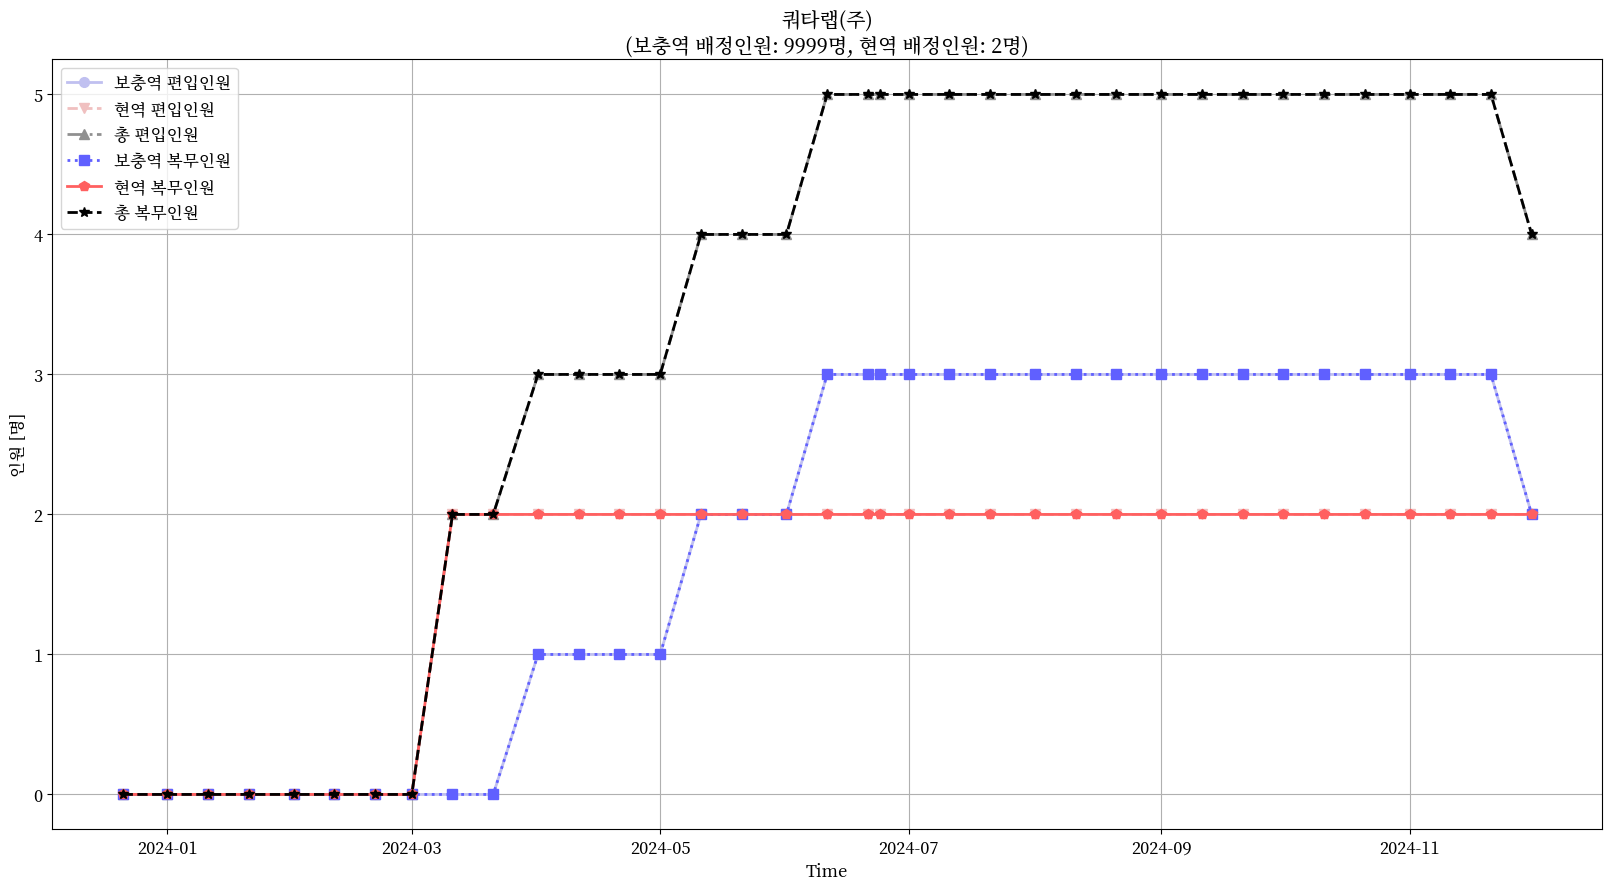 쿼타랩(주)
(보충역 배정인원: 9999명, 현역 배정인원: 2명)
보충역 편입인원
현역 편입인원
총 편입인원
보충역 복무인원
현역 복무인원
총 복무인원
5
4
3
2
1
0
인원 [명]
2024-01
2024-03
2024-05
2024-07
2024-09
2024-11
Time